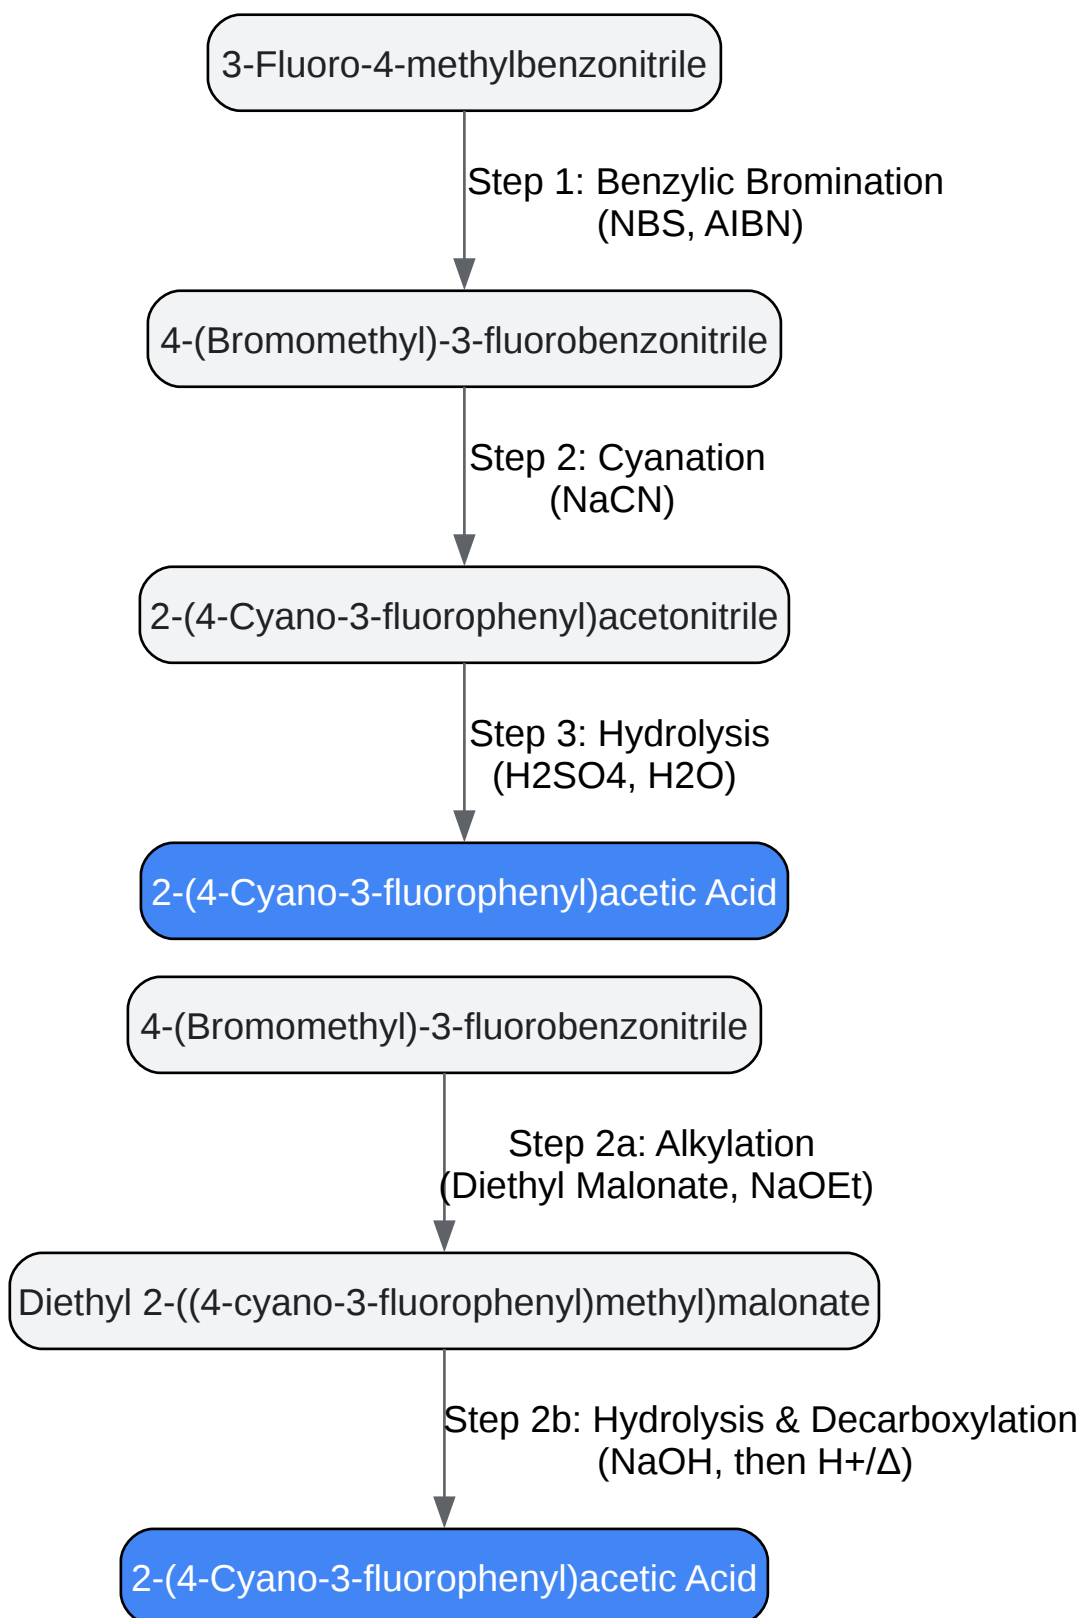 3-Fluoro-4-methylbenzonitrile
Step 1: Benzylic Bromination
(NBS, AIBN)
4-(Bromomethyl)-3-fluorobenzonitrile
Step 2: Cyanation
(NaCN)
2-(4-Cyano-3-fluorophenyl)acetonitrile
Step 3: Hydrolysis
(H2SO4, H2O)
2-(4-Cyano-3-fluorophenyl)acetic Acid
4-(Bromomethyl)-3-fluorobenzonitrile
Step 2a: Alkylation
(Diethyl Malonate, NaOEt)
Diethyl 2-((4-cyano-3-fluorophenyl)methyl)malonate
Step 2b: Hydrolysis & Decarboxylation
(NaOH, then H+/Δ)
2-(4-Cyano-3-fluorophenyl)acetic Acid